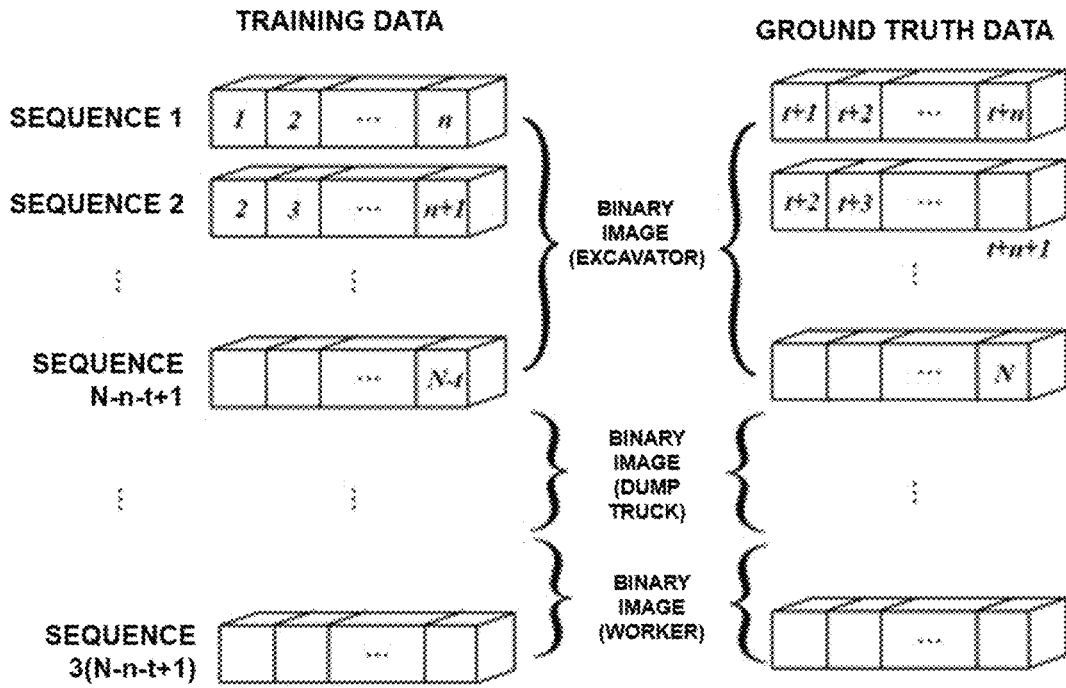 TRAINING DATA
GROUND TRUTH DATA
SEQUENCE 1
1 2 ... n
t+1 t+2 ... t+n
SEQUENCE 2
2 3 ... n+1
t+2 t+3 ...
t+n+1
BINARY
IMAGE
(EXCAVATOR)
⋮ ⋮ ⋮
SEQUENCE
N-n-t+1
... N-t
... N
BINARY
IMAGE
(DUMP
TRUCK)
⋮ ⋮ ⋮
BINARY
IMAGE
(WORKER)
SEQUENCE
3(N-n-t+1)
...
...